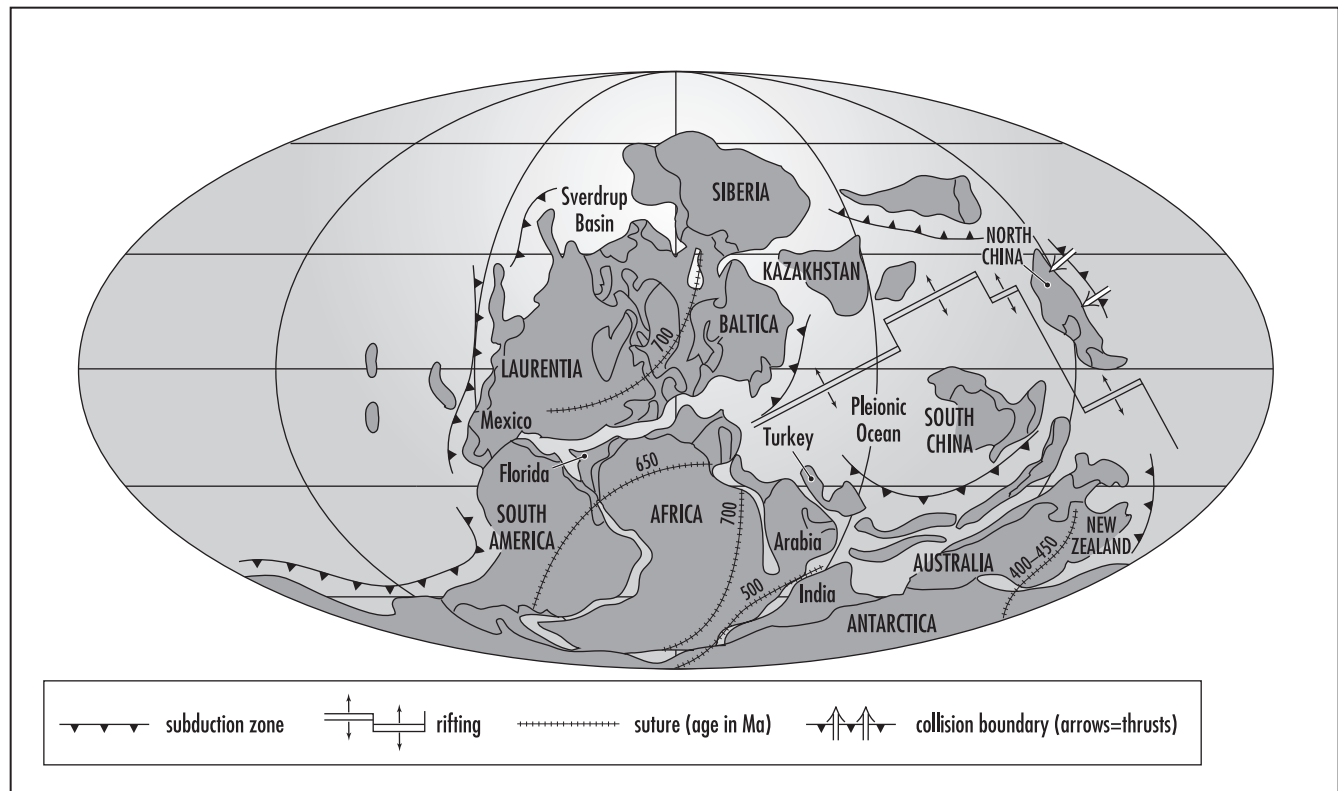 SIBERIA
Sverdrup
Basin
NORTH
CHINA
KAZAKHSTAN
BALTICA
700
LAURENTIA
Mexico
Pleionic
Ocean
SOUTH
CHINA
Turkey
Florida
650
SOUTH
AMERICA
AFRICA
700
Arabia
NEW
ZEALAND
AUSTRALIA
400–450
500
India
ANTARCTICA
subduction zone
rifting
suture (age in Ma)
collision boundary (arrows=thrusts)